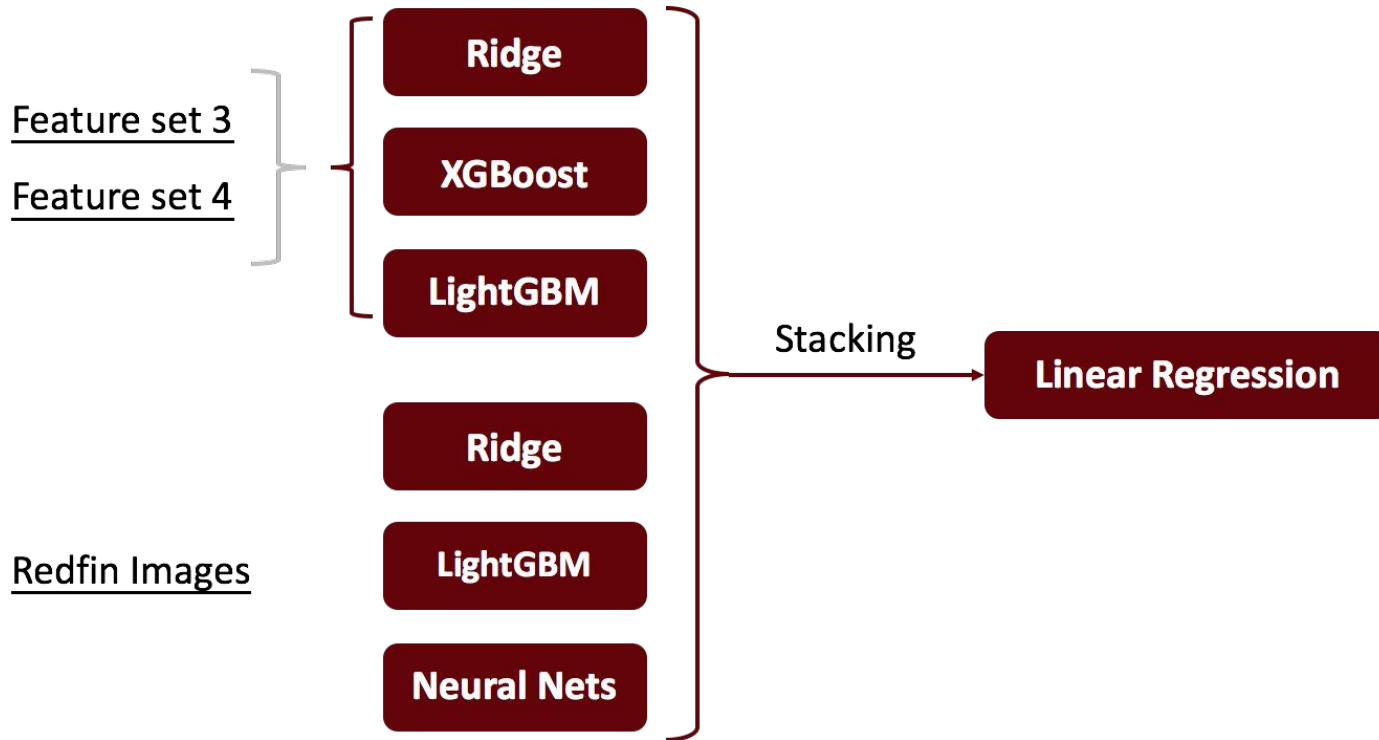 Feature set 3
Feature set 4
Ridge
XGBoost
LightGBM
Redfin Images
Ridge
LightGBM
Neural Nets
Stacking
Linear Regression